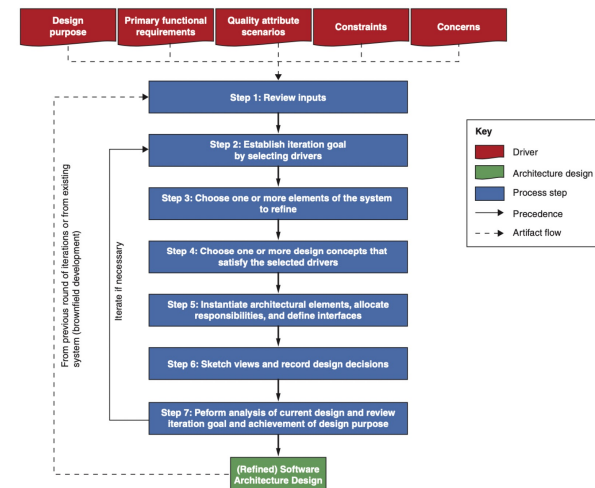 Design
purpose
Primary functional
requirements
Quality attribute
scenarios
Constraints
Concerns
Step 1: Review inputs
Step 2: Establish iteration goal
by selecting drivers
Step 3: Choose one or more elements of the system
to refine
Step 4: Choose one or more design concepts that
satisfy the selected drivers
Step 5: Instantiate architectural elements, allocate
responsibilities, and define interfaces
Step 6: Sketch views and record design decisions
Step 7: Peform analysis of current design and review
iteration goal and achievement of design purpose
(Refined) Software
Architecture Design
From previous round of iterations or from existing
system (brownfield development)
Iterate if necessary
Key
Driver
Architecture design
Process step
Precedence
Artifact flow